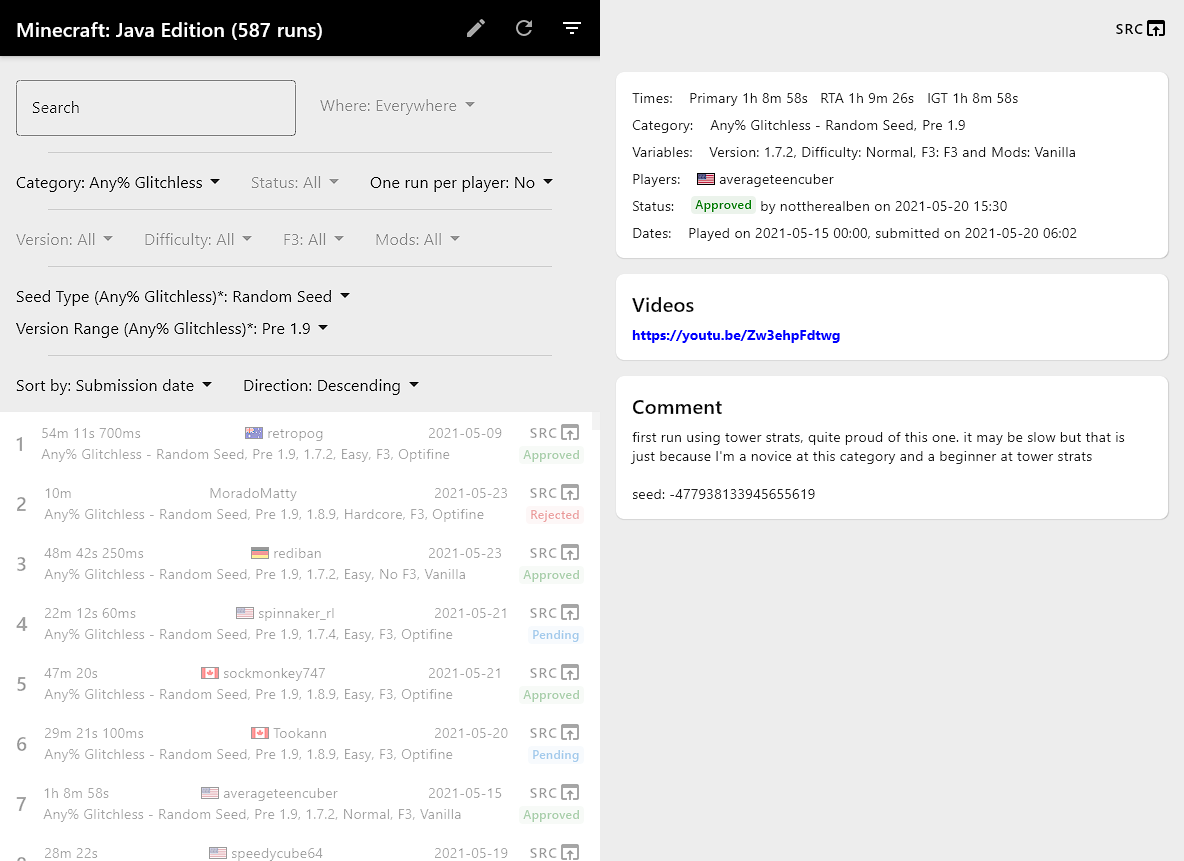 Minecraft: Java Edition (587 runs)
Search
Where: Everywhere
Category: Any% Glitchless
Status: All
One run per player: No
Version: All
Difficulty: All
F3: All
Mods: All
Seed Type (Any% Glitchless)*: Random Seed
Version Range (Any% Glitchless)*: Pre 1.9
Sort by: Submission date
Direction: Descending
1
54m 11s 700ms
retropog
2021-05-09
SRC
Any% Glitchless - Random Seed, Pre 1.9, 1.7.2, Easy, F3, Optifine
Approved
2
10m
MoradoMatty
2021-05-23
SRC
Any% Glitchless - Random Seed, Pre 1.9, 1.8.9, Hardcore, F3, Optifine
Rejected
3
48m 42s 250ms
rediban
2021-05-23
SRC
Any% Glitchless - Random Seed, Pre 1.9, 1.7.2, Easy, No F3, Vanilla
Approved
4
22m 12s 60ms
spinnaker_rl
2021-05-21
SRC
Any% Glitchless - Random Seed, Pre 1.9, 1.7.4, Easy, F3, Optifine
Pending
5
47m 20s
sockmonkey747
2021-05-21
SRC
Any% Glitchless - Random Seed, Pre 1.9, 1.8.9, Easy, F3, Optifine
Approved
6
29m 21s 100ms
Tookann
2021-05-20
SRC
Any% Glitchless - Random Seed, Pre 1.9, 1.8.9, Easy, F3, Optifine
Pending
7
1h 8m 58s
averageteencuber
2021-05-15
SRC
Any% Glitchless - Random Seed, Pre 1.9, 1.7.2, Normal, F3, Vanilla
Approved
28m 22s
speedycube64
2021-05-19
SRC
SRC
Times: Primary 1h 8m 58s RTA 1h 9m 26s IGT 1h 8m 58s
Category: Any% Glitchless - Random Seed, Pre 1.9
Variables: Version: 1.7.2, Difficulty: Normal, F3: F3 and Mods: Vanilla
Players: averageteencuber
Status: Approved by nottherealben on 2021-05-20 15:30
Dates: Played on 2021-05-15 00:00, submitted on 2021-05-20 06:02
Videos
https://youtu.be/Zw3ehpFdtwg
Comment
first run using tower strats, quite proud of this one. it may be slow but that is
just because I'm a novice at this category and a beginner at tower strats
seed: -477938133945655619